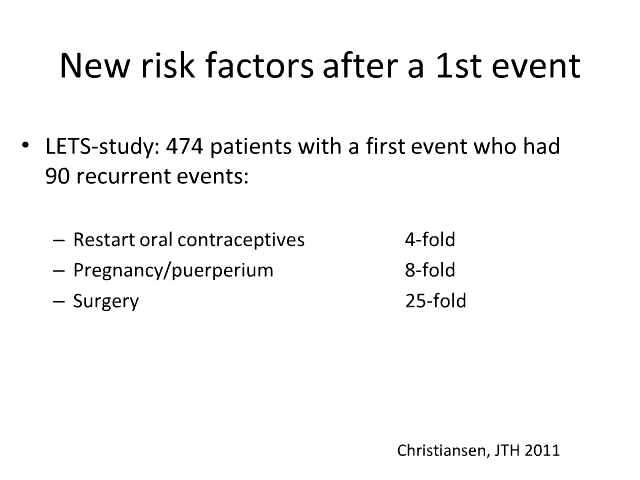 New risk factors after a 1st event
• LETS-study: 474 patients with a first event who had
90 recurrent events:
– Restart oral contraceptives 4-fold
– Pregnancy/puerperium 8-fold
– Surgery 25-fold
Christiansen, JTH 2011